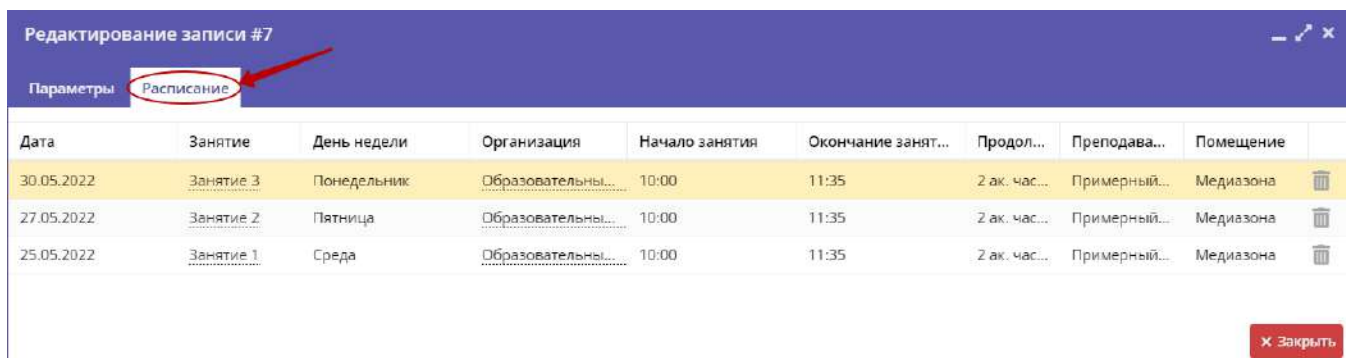 Редактирование записи #7
Параметры Расписание
Дата Занятие День недели Организация Начало занятия Окончание занят... Продол... Преподава... Помещение
30.05.2022 Занятие 3 Понедельник Образовательны... 10:00 11:35 2 ак. час... Примерный... Медиазона
27.05.2022 Занятие 2 Пятница Образовательны... 10:00 11:35 2 ак. час... Примерный... Медиазона
25.05.2022 Занятие 1 Среда Образовательны... 10:00 11:35 2 ак. час... Примерный... Медиазона
Закрыть